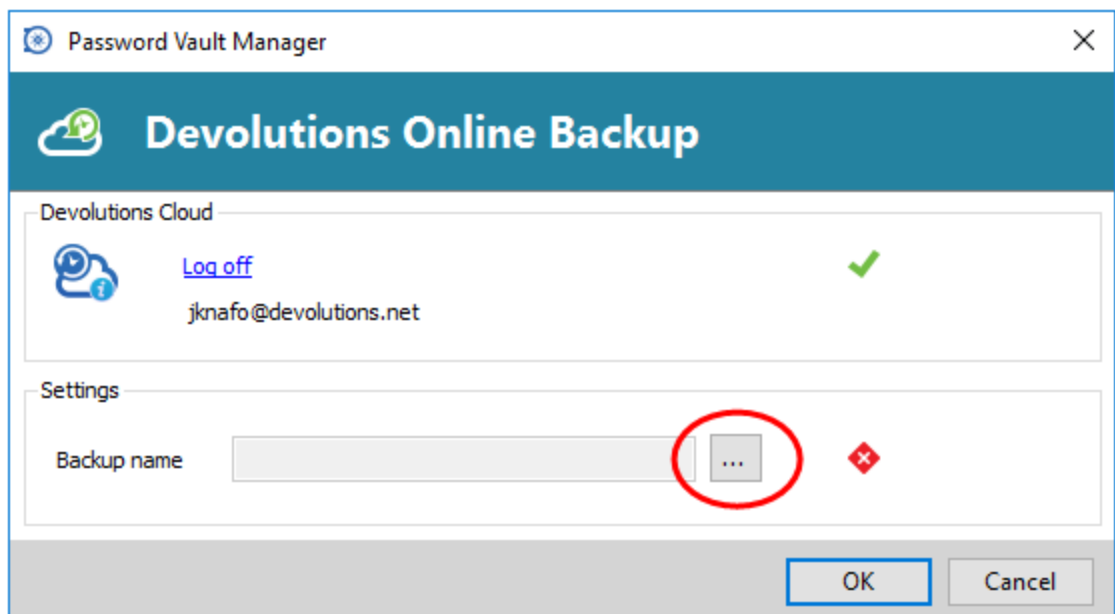 Password Vault Manager
Devolutions Online Backup
Devolutions Cloud
Log off
jknafo@devolutions.net
Settings
Backup name
...
OK Cancel